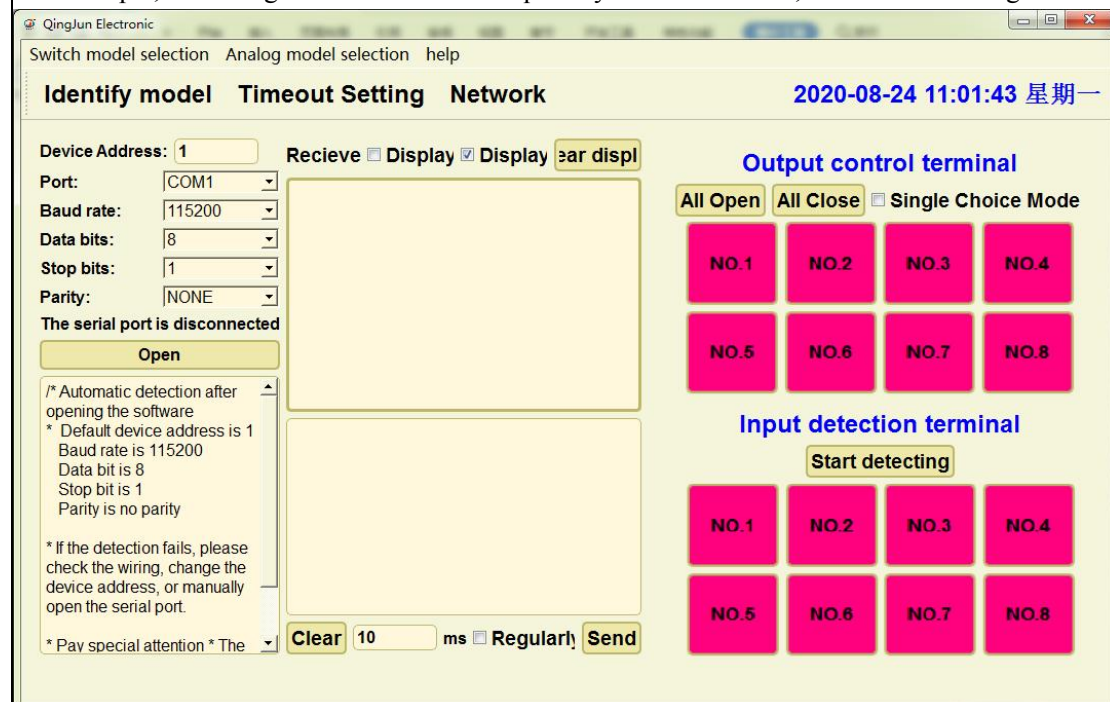 QingJun Electronic
Switch model selection Analog model selection help
Identify model Timeout Setting Network
2020-08-24 11:01:43 星期一
Device Address: 1
Port: COM1
Baud rate: 115200
Data bits: 8
Stop bits: 1
Parity: NONE
The serial port is disconnected
Open
/* Automatic detection after
opening the software
* Default device address is 1
Baud rate is 115200
Data bit is 8
Stop bit is 1
Parity is no parity
* If the detection fails, please
check the wiring, change the
device address, or manually
open the serial port.
* Pay special attention * The
Recieve Display Display ear displ
Clear 10 ms Regularly Send
Output control terminal
All Open All Close Single Choice Mode
NO.1 NO.2 NO.3 NO.4
NO.5 NO.6 NO.7 NO.8
Input detection terminal
Start detecting
NO.1 NO.2 NO.3 NO.4
NO.5 NO.6 NO.7 NO.8